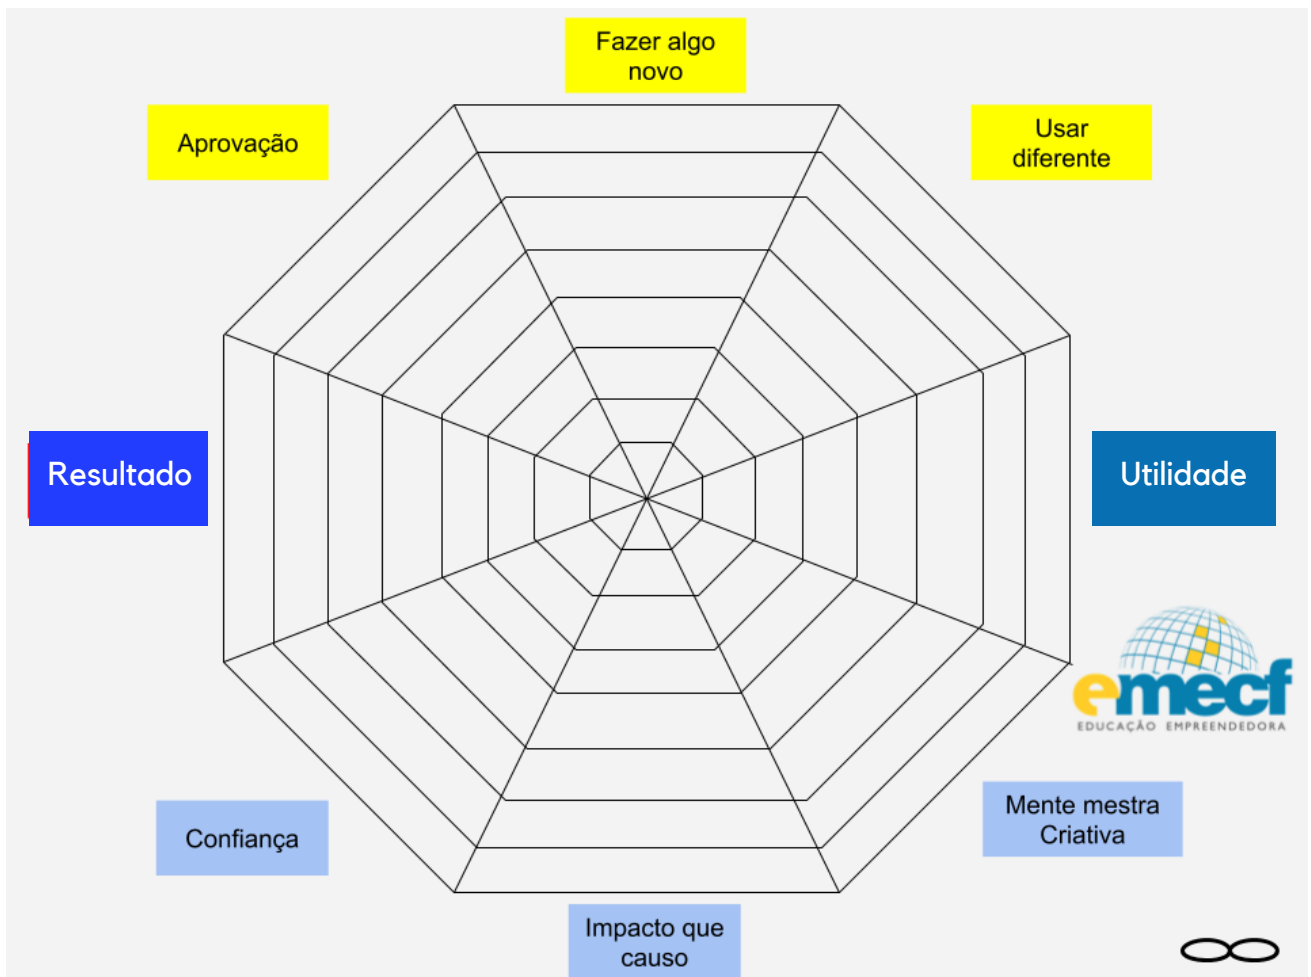 Fazer algo
novo
Aprovação
Usar
diferente
Resultado
Utilidade
emecf
EDUCAÇÃO EMPREENDEDORA
Mente mestra
Criativa
Confiança
Impacto que
causo